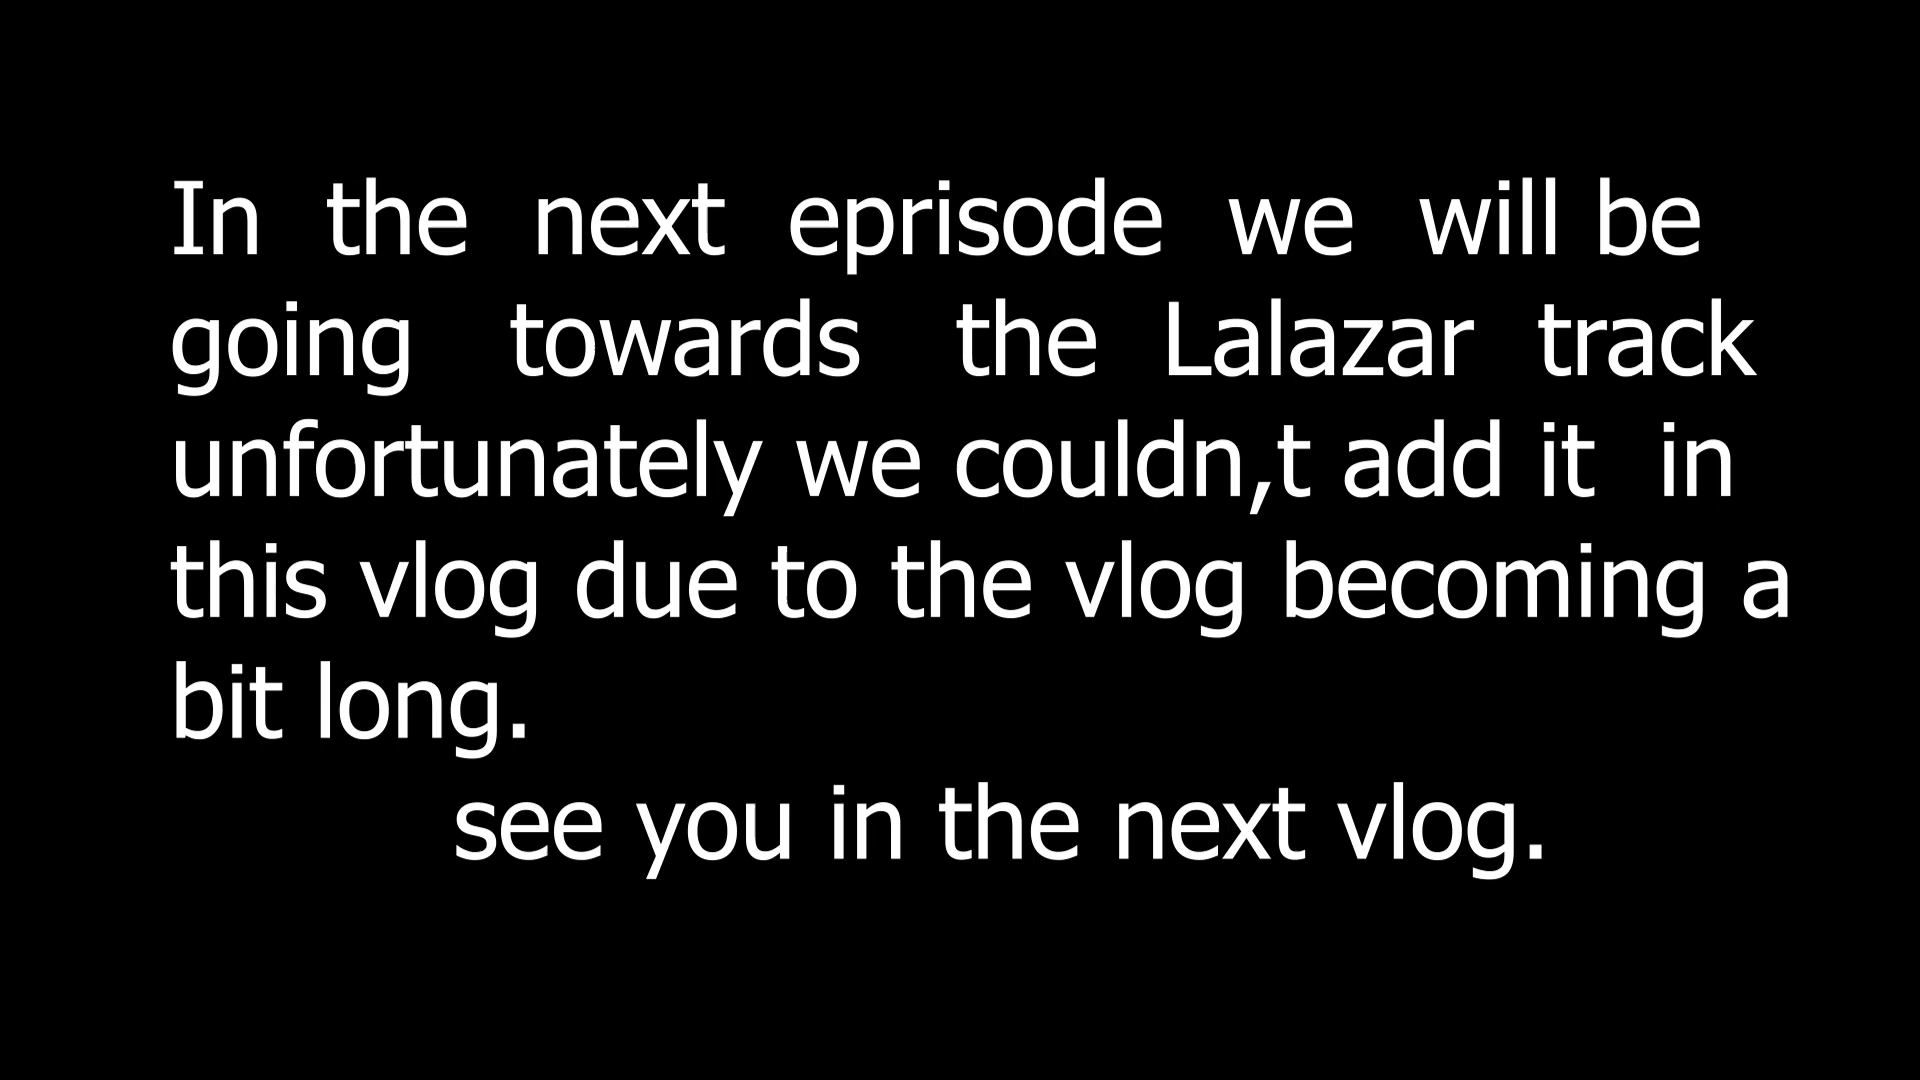 In the next eprisode we will be
going towards the Lalazar track
unfortunately we couldn,t add it in
this vlog due to the vlog becoming a
bit long.
see you in the next vlog.